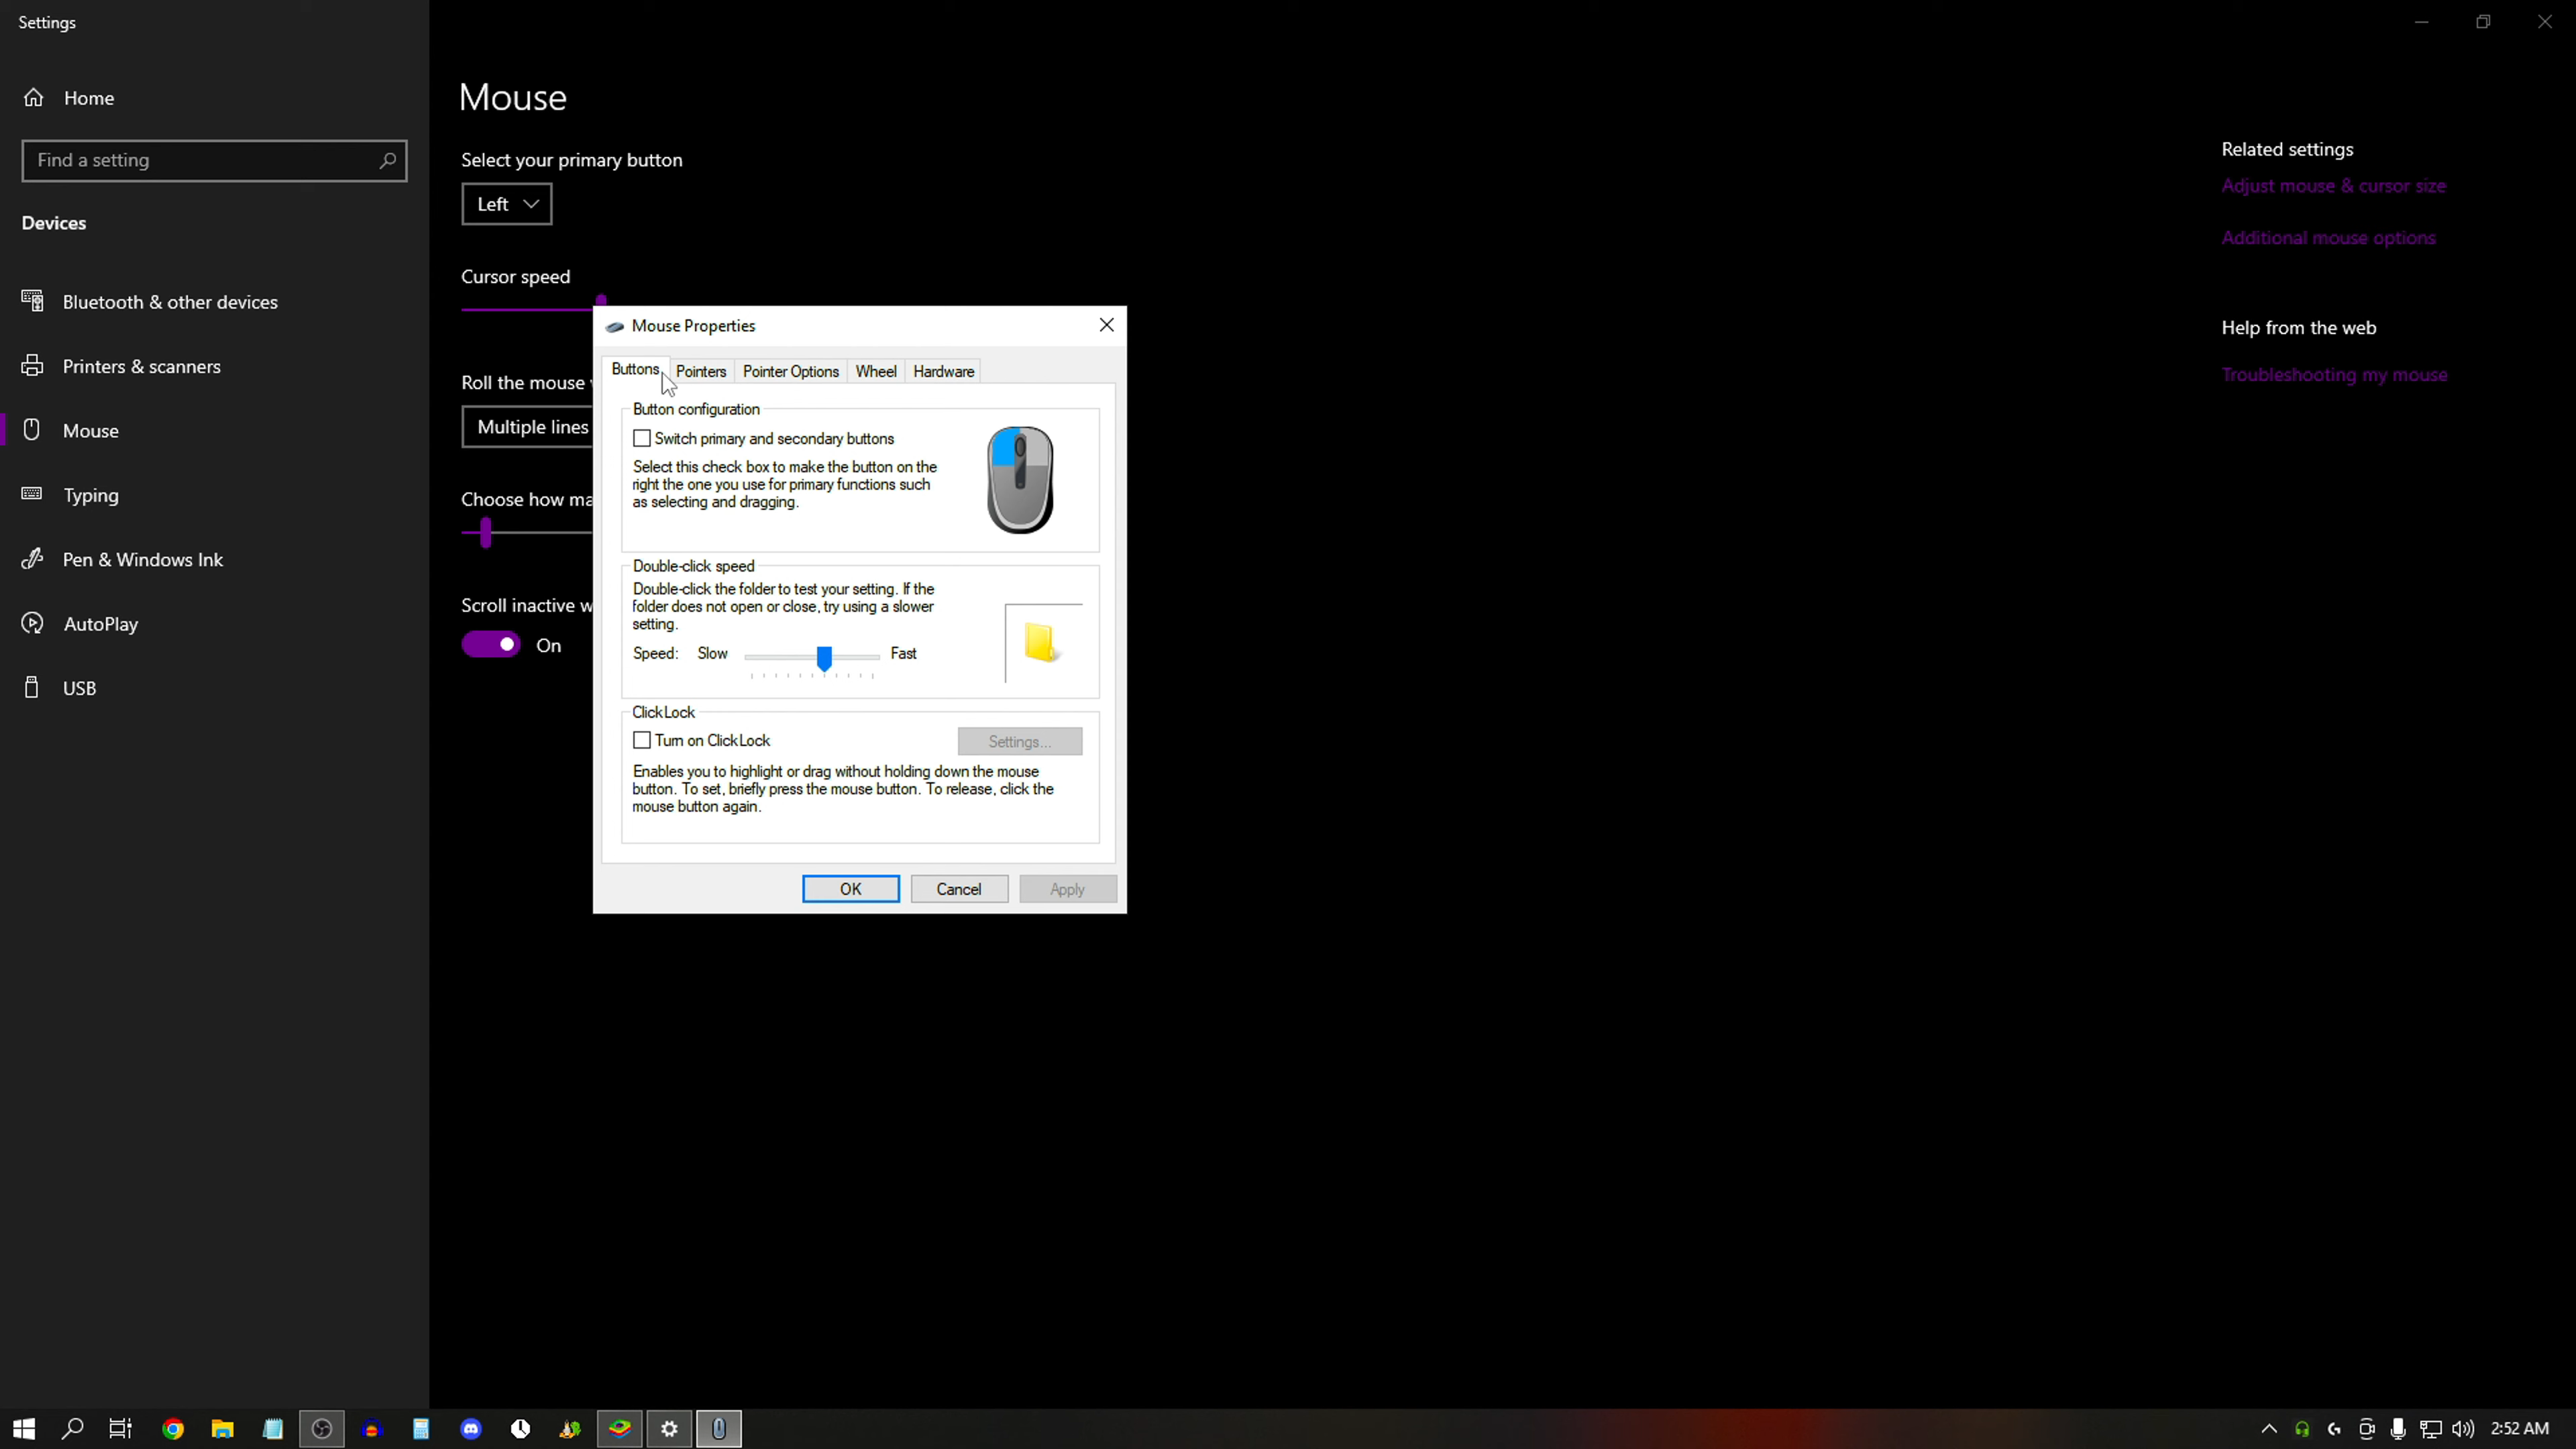 Settings
Home
Find a setting
Devices
Bluetooth & other devices
Printers & scanners
Mouse
Typing
Pen & Windows Ink
AutoPlay
USB
Mouse
Select your primary button
Left
Cursor speed
Roll the mouse
Multiple lines
Choose how
Scroll inactive
On
Mouse Properties
Buttons
Pointers
Pointer Options
Wheel
Hardware
Button configuration
Switch primary and secondary buttons
Select this check box to make the button on the
right the one you use for primary functions such
as selecting and dragging.
Double-click speed
Double-click the folder to test your setting. If the
folder does not open or close, try using a slower
setting.
Speed: Slow Fast
ClickLock
Turn on ClickLock
Settings...
Enables you to highlight or drag without holding down the mouse
button. To set, briefly press the mouse button. To release, click the
mouse button again.
OK
Cancel
Apply
Related settings
Adjust mouse & cursor size
Additional mouse options
Help from the web
Troubleshooting my mouse
2:52 AM